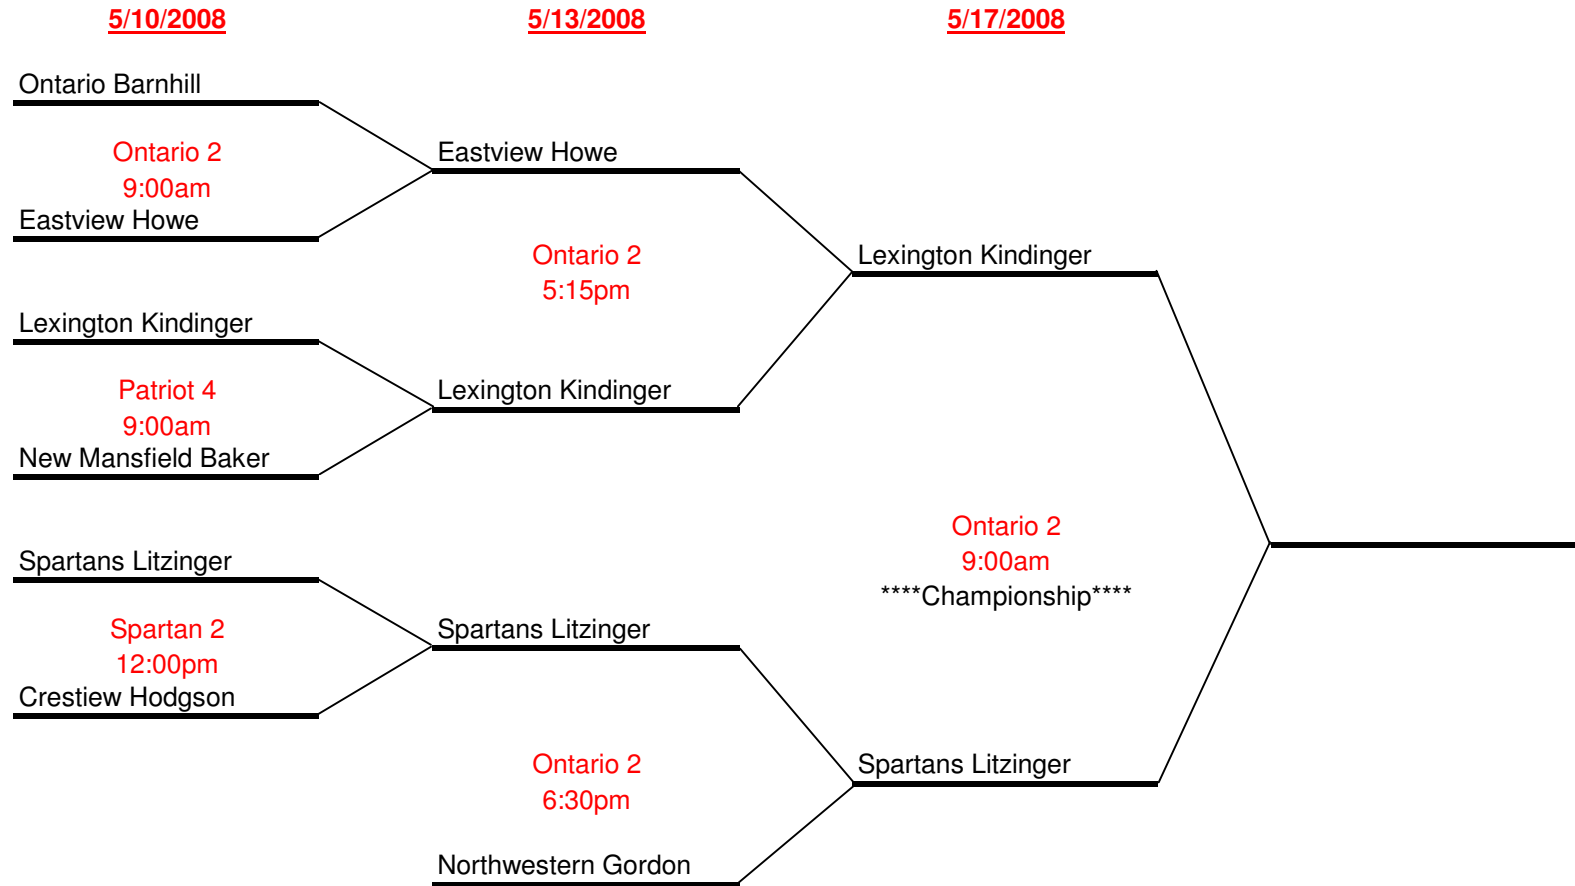 5/10/2008
5/13/2008
5/17/2008
Ontario Barnhill
Ontario 2
9:00am
Eastview Howe
Eastview Howe
Ontario 2
5:15pm
Lexington Kindinger
Lexington Kindinger
Patriot 4
9:00am
New Mansfield Baker
Lexington Kindinger
Ontario 2
9:00am
****Championship****
Spartans Litzinger
Spartan 2
12:00pm
Crestiew Hodgson
Spartans Litzinger
Ontario 2
6:30pm
Northwestern Gordon
Spartans Litzinger